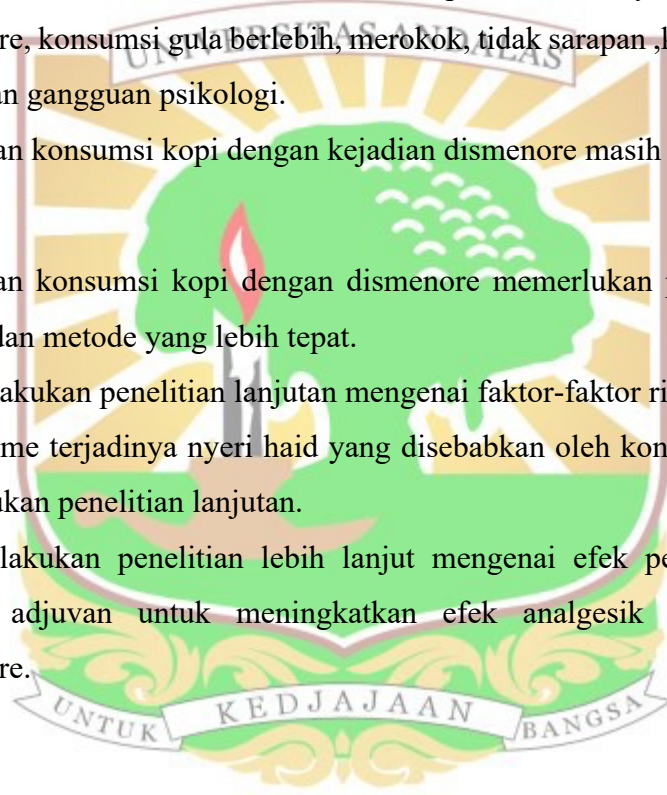 re, konsumsi gula berlebih, merokok, tidak sarapan ,
UNIVERSITAS ANDALAS
an gangguan psikologi.
an konsumsi kopi dengan kejadian dismenore masih
an konsumsi kopi dengan dismenore memerlukan
dan metode yang lebih tepat.
akukan penelitian lanjutan mengenai faktor-faktor ri
me terjadinya nyeri haid yang disebabkan oleh kon
ukan penelitian lanjutan.
lakukan penelitian lebih lanjut mengenai efek pe
adjuvan untuk meningkatkan efek analgesik
re.
UNTUK KEDJAJAAN BANGSA